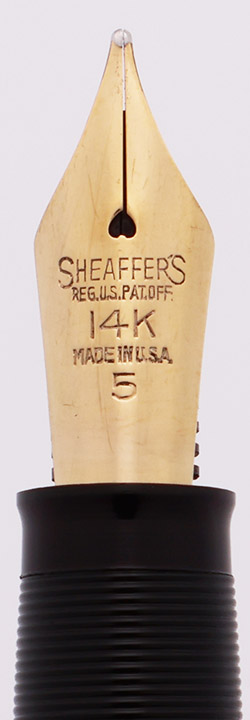 SHEAFFER'S
REG.U.S.PAT.OFF.
14K
MADE IN U.S.A.
5